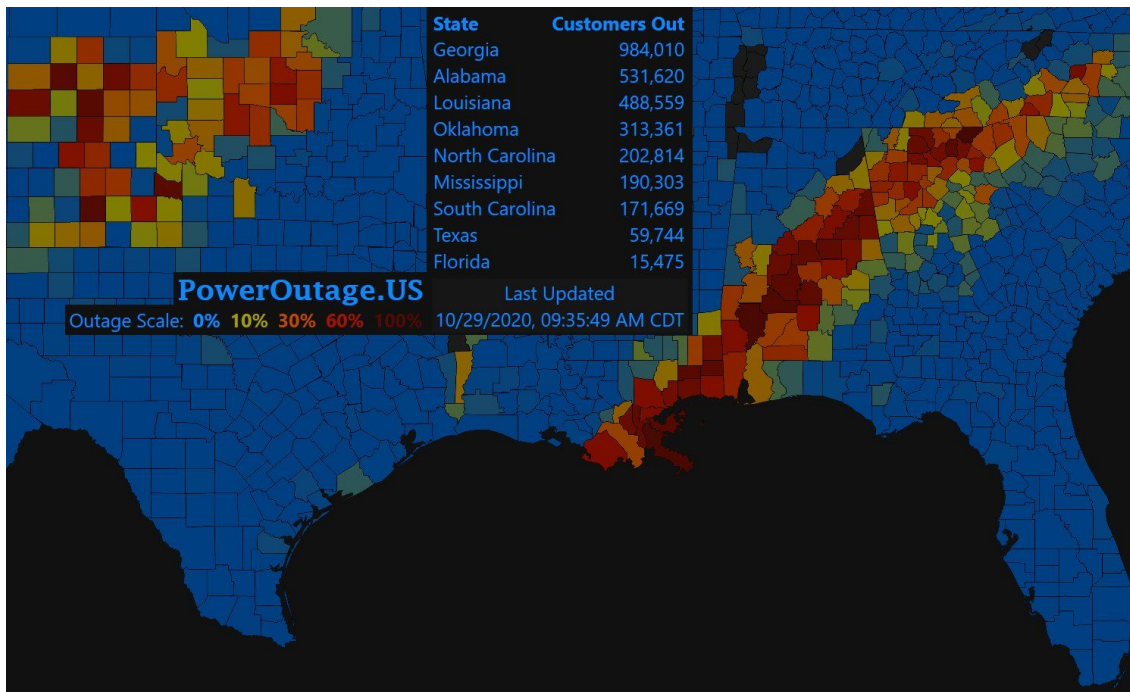 State Customers Out
Georgia 984,010
Alabama 531,620
Louisiana 488,559
Oklahoma 313,361
North Carolina 202,814
Mississippi 190,303
South Carolina 171,669
Texas 59,744
Florida 15,475
PowerOutage.US
Last Updated
Outage Scale: 0% 10% 30% 60% 100%
10/29/2020, 09:35:49 AM CDT